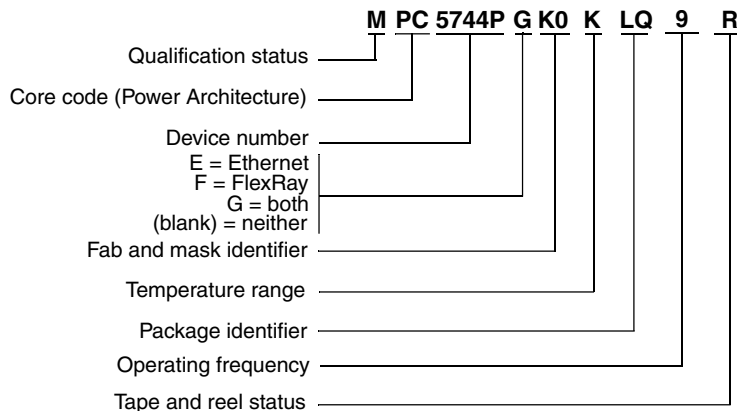 M PC 5744P G K0 K LQ 9 R
Qualification status
Core code (Power Architecture)
Device number
E = Ethernet
F = FlexRay
G = both
(blank) = neither
Fab and mask identifier
Temperature range
Package identifier
Operating frequency
Tape and reel status